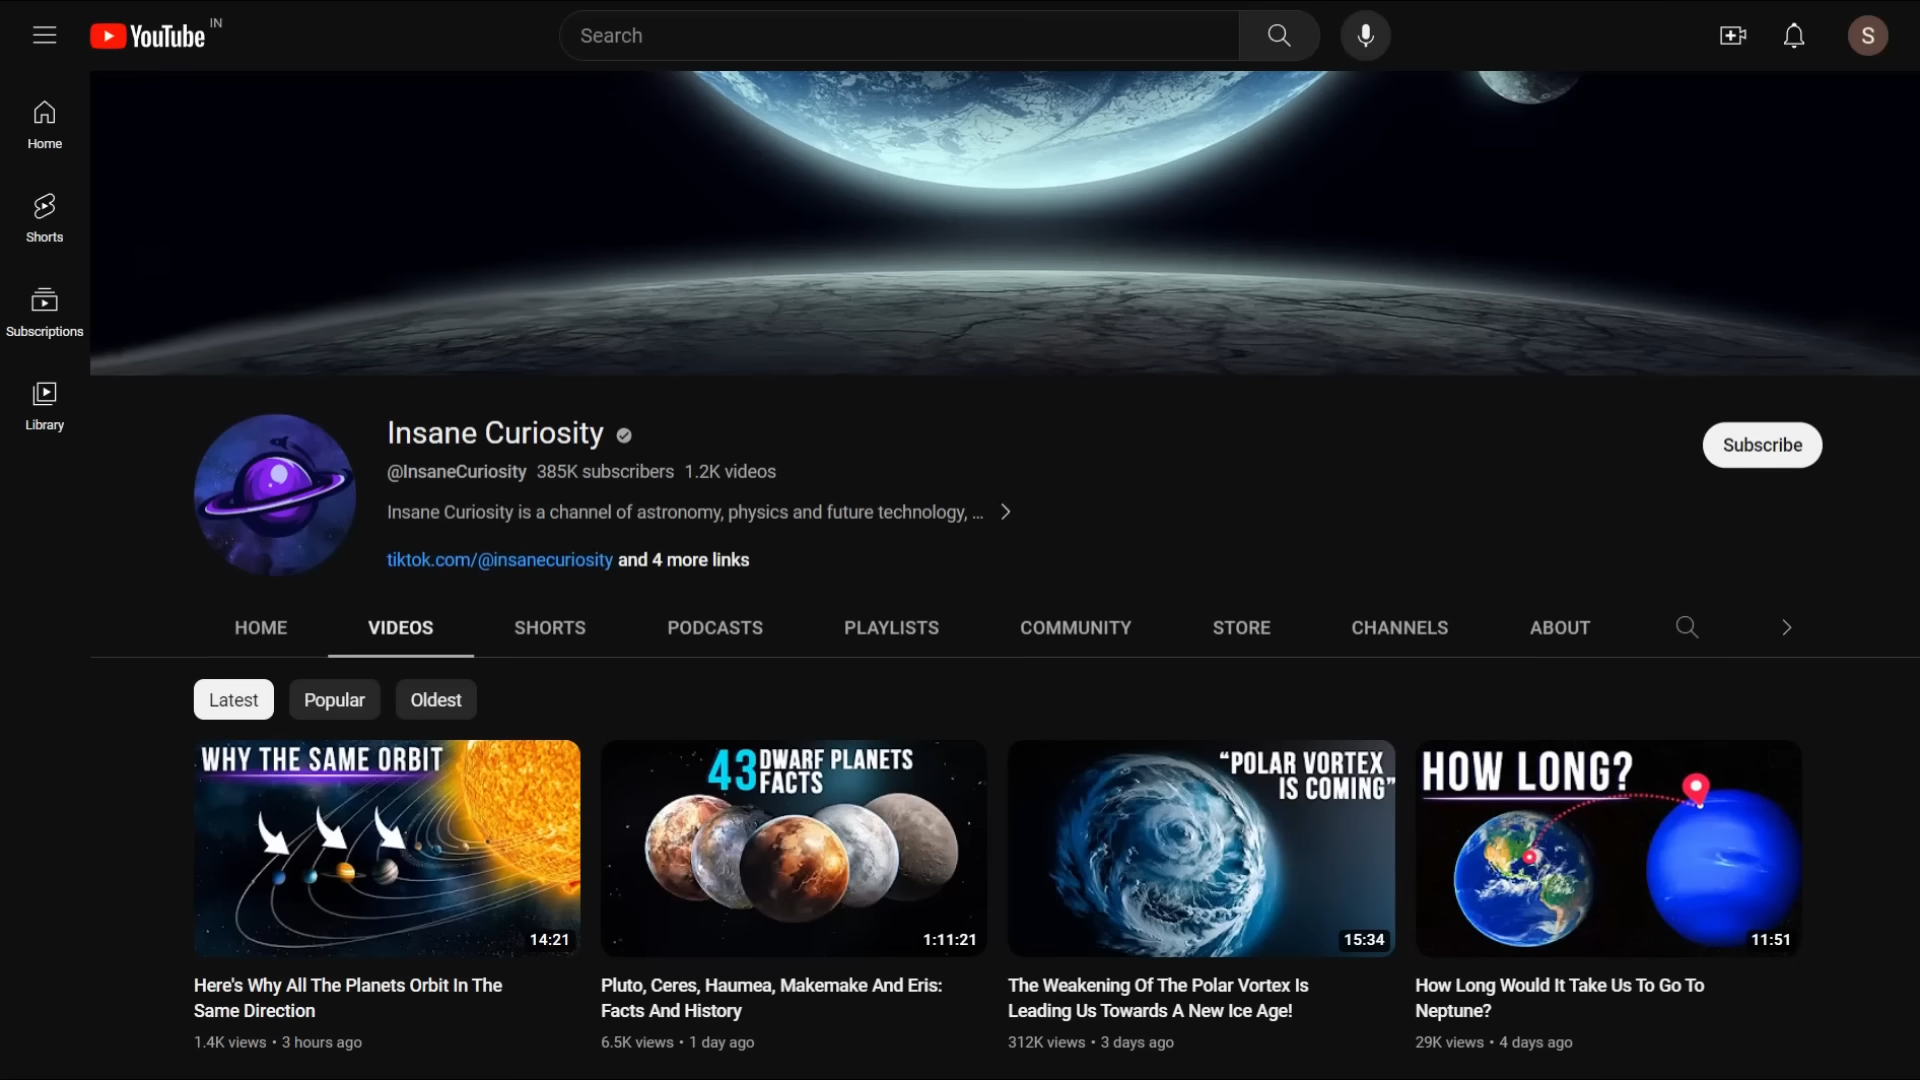 YouTube IN
Search
S
Home
Shorts
Subscriptions
Library
Insane Curiosity
@InsaneCuriosity 385K subscribers 1.2K videos
Insane Curiosity is a channel of astronomy, physics and future technology, ...
tiktok.com/@insanecuriosity and 4 more links
Subscribe
HOME VIDEOS SHORTS PODCASTS PLAYLISTS COMMUNITY STORE CHANNELS ABOUT
Latest Popular Oldest
WHY THE SAME ORBIT
14:21
Here's Why All The Planets Orbit In The
Same Direction
1.4K views • 3 hours ago
43 DWARF PLANETS
FACTS
1:11:21
Pluto, Ceres, Haumea, Makemake And Eris:
Facts And History
6.5K views • 1 day ago
“POLAR VORTEX
IS COMING”
15:34
The Weakening Of The Polar Vortex Is
Leading Us Towards A New Ice Age!
312K views • 3 days ago
HOW LONG?
11:51
How Long Would It Take Us To Go To
Neptune?
29K views • 4 days ago